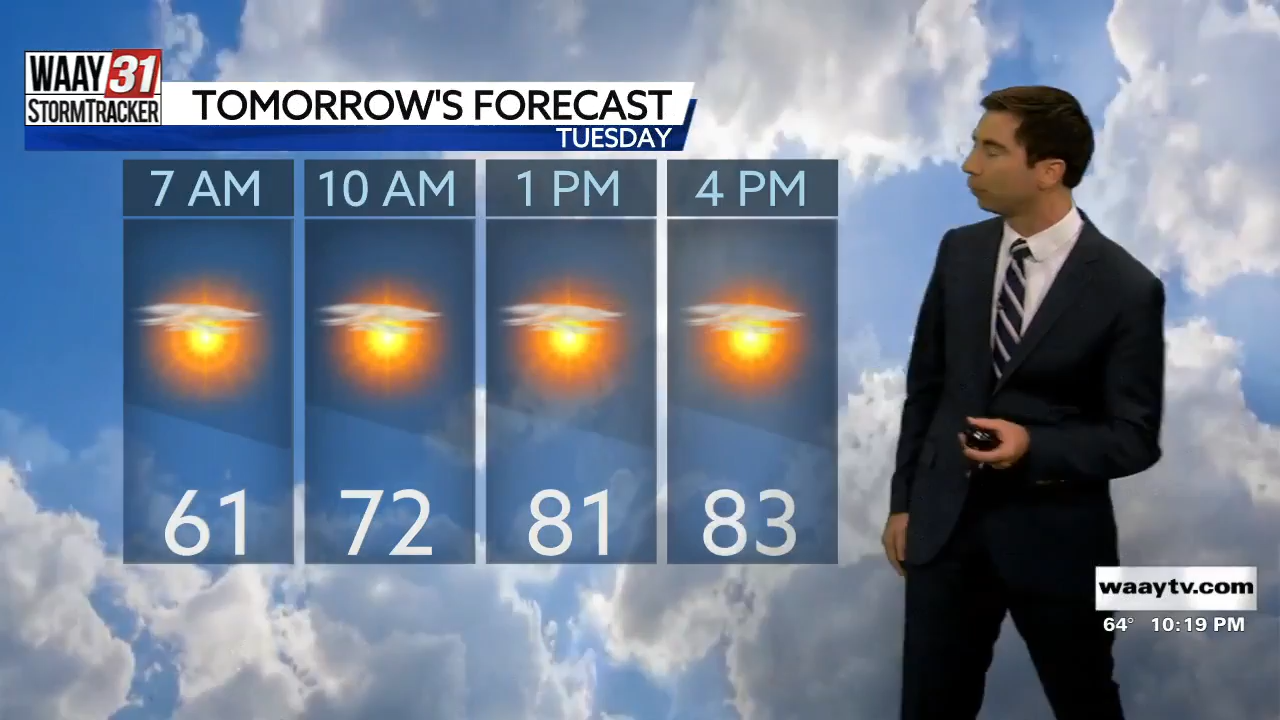 WAAY 31
STORMTRACKER
TOMORROW'S FORECAST
TUESDAY
7 AM 10 AM 1 PM 4 PM
61 72 81 83
waaytv.com
64° 10:19 PM